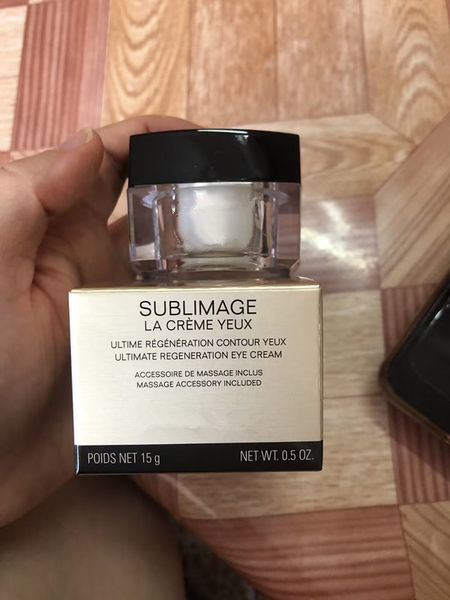 SUBLIMAGE
LA CRÈME YEUX
ULTIME RÉGÉNÉRATION CONTOUR YEUX
ULTIMATE REGENERATION EYE CREAM
ACCESSOIRE DE MASSAGE INCLUS
MASSAGE ACCESSORY INCLUDED
POIDS NET 15 g NET WT. 0.5 OZ.